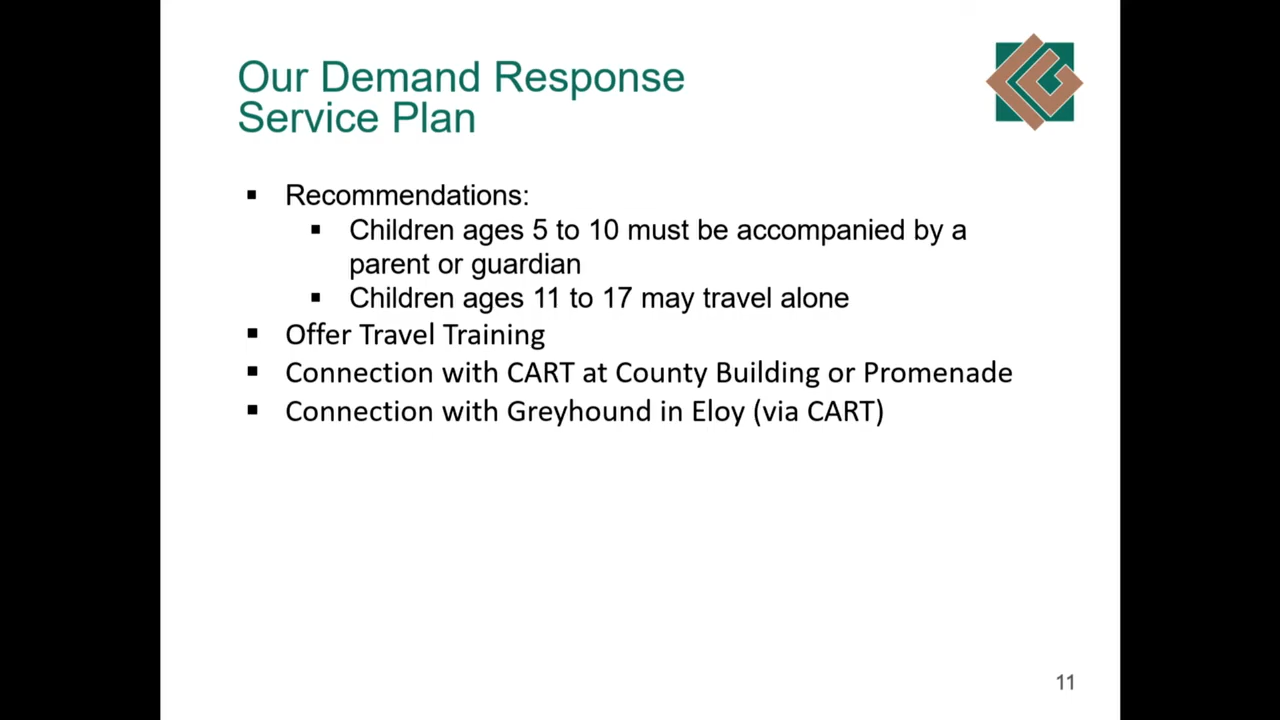 Our Demand Response
Service Plan
▪ Recommendations:
▪ Children ages 5 to 10 must be accompanied by a
parent or guardian
▪ Children ages 11 to 17 may travel alone
▪ Offer Travel Training
▪ Connection with CART at County Building or Promenade
▪ Connection with Greyhound in Eloy (via CART)
11